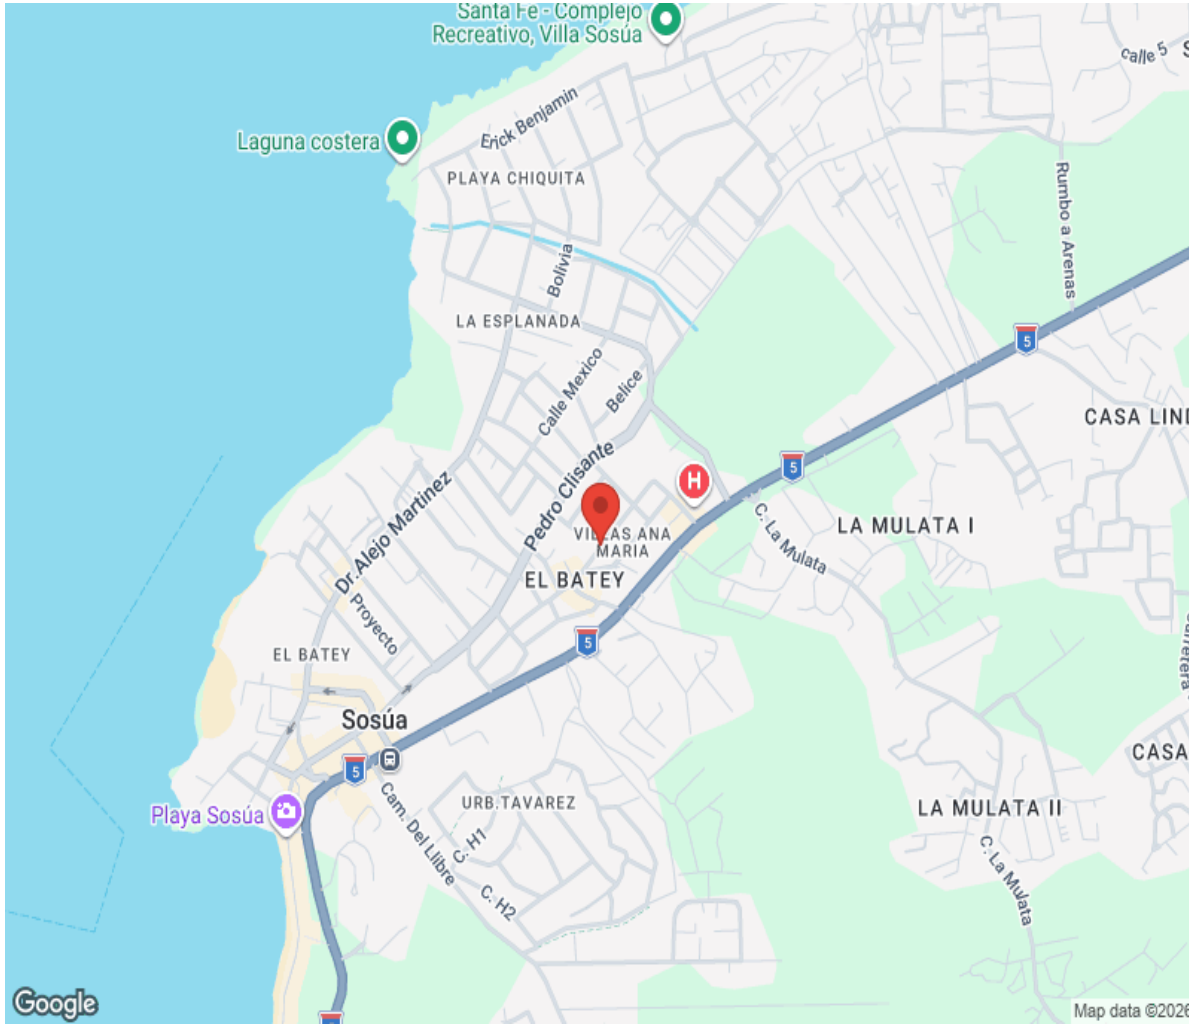 Santa Fe - Complejo
Recreativo, Villa Sosúa
calle 5
Erick Benjamin
Laguna costera
PLAYA CHIQUITA
Rumbo a Arenas
Bolivia
LA ESPLANADA
5
Calle Mexico
Belice
CASA LIND
Pedro Clisante
5
H
Dr. Alejo Martinez
C. La Mulata
LA MULATA I
MARIA
EL BATEY
Proyecto
5
EL BATEY
Sosúa
5
CASA
Playa Sosúa
URB.TAVAREZ
LA MULATA II
Cam. Del Llibre
C. H1
C. H2
C. La Mulata
Google
Map data ©2026